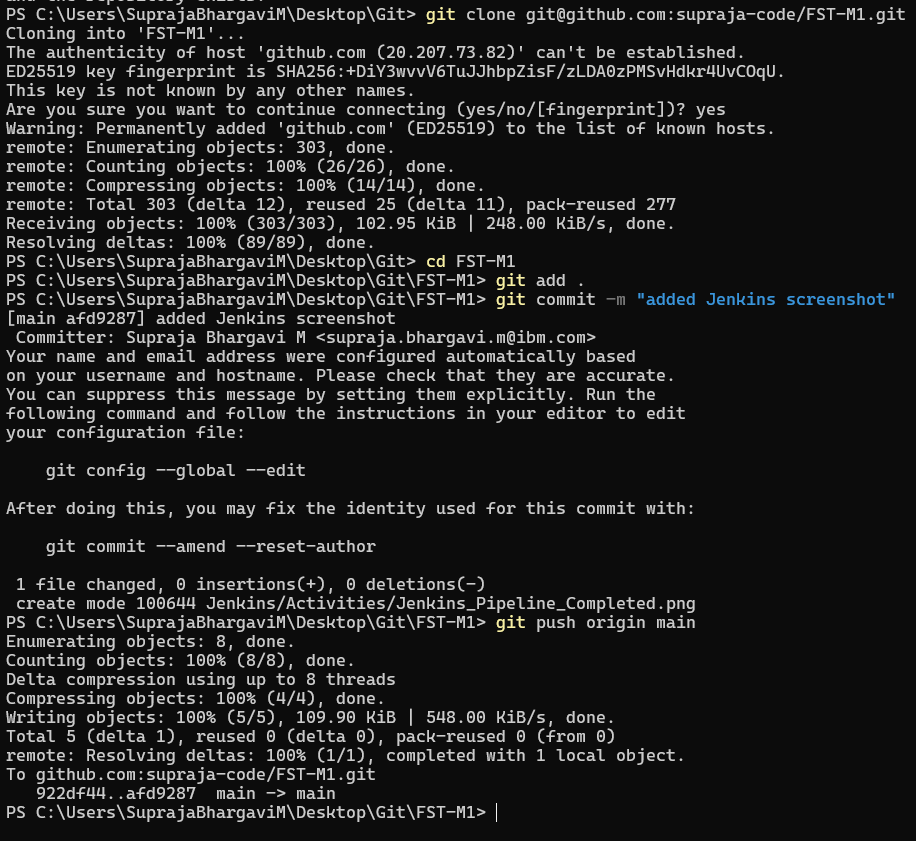 PS C:\Users\SuprajaBhargaviM\Desktop\Git> git clone git@github.com:supraja-code/FST-M1.git
Cloning into 'FST-M1'...
The authenticity of host 'github.com (20.207.73.82)' can't be established.
ED25519 key fingerprint is SHA256:+DiY3wvvV6TuJJhbpZisF/zLDA0zPMSvHdkr4UvCOqU.
This key is not known by any other names.
Are you sure you want to continue connecting (yes/no/[fingerprint])? yes
Warning: Permanently added 'github.com' (ED25519) to the list of known hosts.
remote: Enumerating objects: 303, done.
remote: Counting objects: 100% (26/26), done.
remote: Compressing objects: 100% (14/14), done.
remote: Total 303 (delta 12), reused 25 (delta 11), pack-reused 277
Receiving objects: 100% (303/303), 102.95 KiB | 248.00 KiB/s, done.
Resolving deltas: 100% (89/89), done.
PS C:\Users\SuprajaBhargaviM\Desktop\Git> cd FST-M1
PS C:\Users\SuprajaBhargaviM\Desktop\Git\FST-M1> git add .
PS C:\Users\SuprajaBhargaviM\Desktop\Git\FST-M1> git commit -m "added Jenkins screenshot"
[main afd9287] added Jenkins screenshot
 Committer: Supraja Bhargavi M <supraja.bhargavi.m@ibm.com>
Your name and email address were configured automatically based
on your username and hostname. Please check that they are accurate.
You can suppress this message by setting them explicitly. Run the
following command and follow the instructions in your editor to edit
your configuration file:
    git config --global --edit
After doing this, you may fix the identity used for this commit with:
    git commit --amend --reset-author
 1 file changed, 0 insertions(+), 0 deletions(-)
 create mode 100644 Jenkins/Activities/Jenkins_Pipeline_Completed.png
PS C:\Users\SuprajaBhargaviM\Desktop\Git\FST-M1> git push origin main
Enumerating objects: 8, done.
Counting objects: 100% (8/8), done.
Delta compression using up to 8 threads
Compressing objects: 100% (4/4), done.
Writing objects: 100% (5/5), 109.90 KiB | 548.00 KiB/s, done.
Total 5 (delta 1), reused 0 (delta 0), pack-reused 0 (from 0)
remote: Resolving deltas: 100% (1/1), completed with 1 local object.
To github.com:supraja-code/FST-M1.git
   922df44..afd9287  main -> main
PS C:\Users\SuprajaBhargaviM\Desktop\Git\FST-M1>